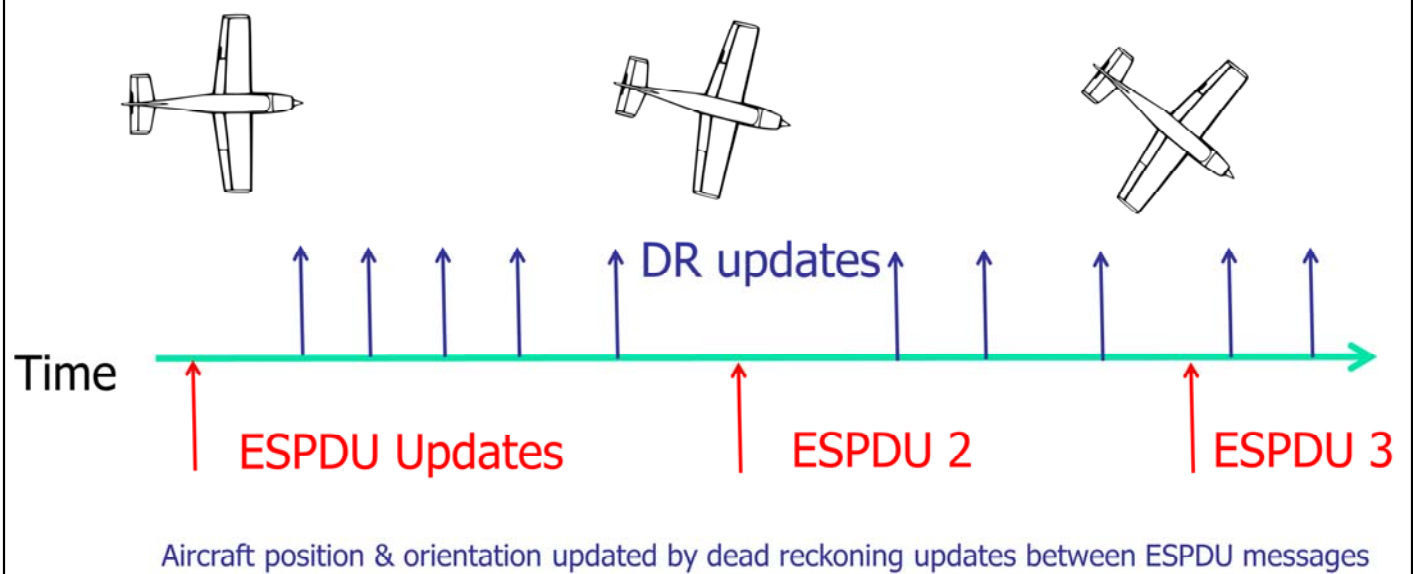 DR updates
Time
ESPDU Updates
ESPDU 2
ESPDU 3
Aircraft position & orientation updated by dead reckoning updates between ESPDU messages